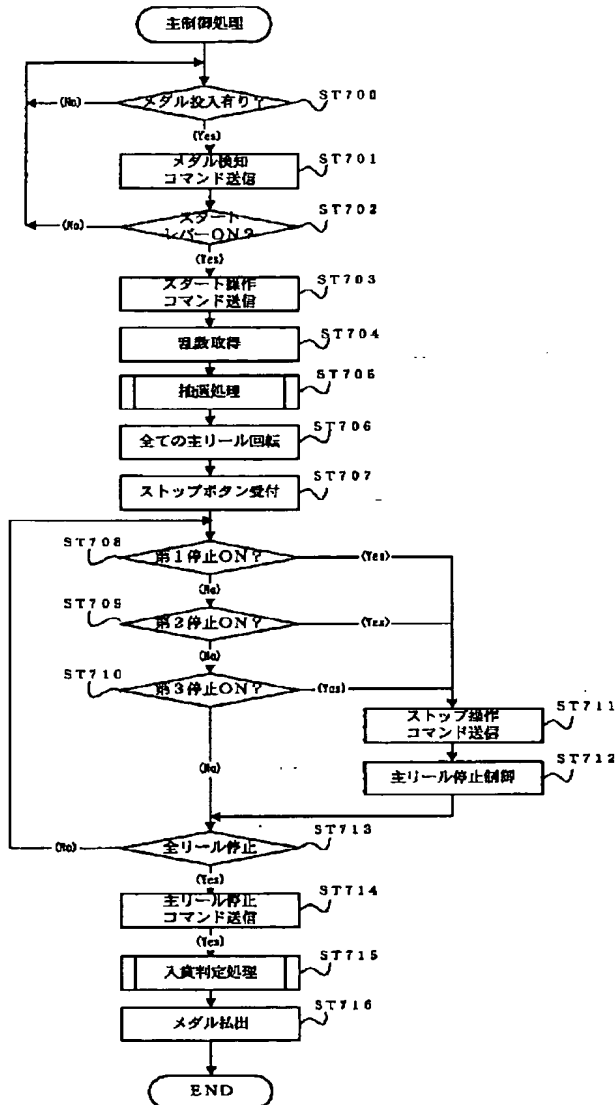 主制御処理
メダル投入有り?
ST700
(No)
(Yes)
メダル検知
コマンド送信
ST701
スタート
レバーON?
ST702
(No)
(Yes)
スタート操作
コマンド送信
ST703
乱数取得
ST704
抽選処理
ST705
全ての主リール回転
ST706
ストップボタン受付
ST707
ST708
第1停止ON?
(Yes)
(No)
ST709
第2停止ON?
(Yes)
(No)
ST710
第3停止ON?
(Yes)
ストップ操作
コマンド送信
ST711
(No)
主リール停止制御
ST712
全リール停止
ST713
(No)
(Yes)
主リール停止
コマンド送信
ST714
(Yes)
入賞判定処理
ST715
メダル払出
ST716
END